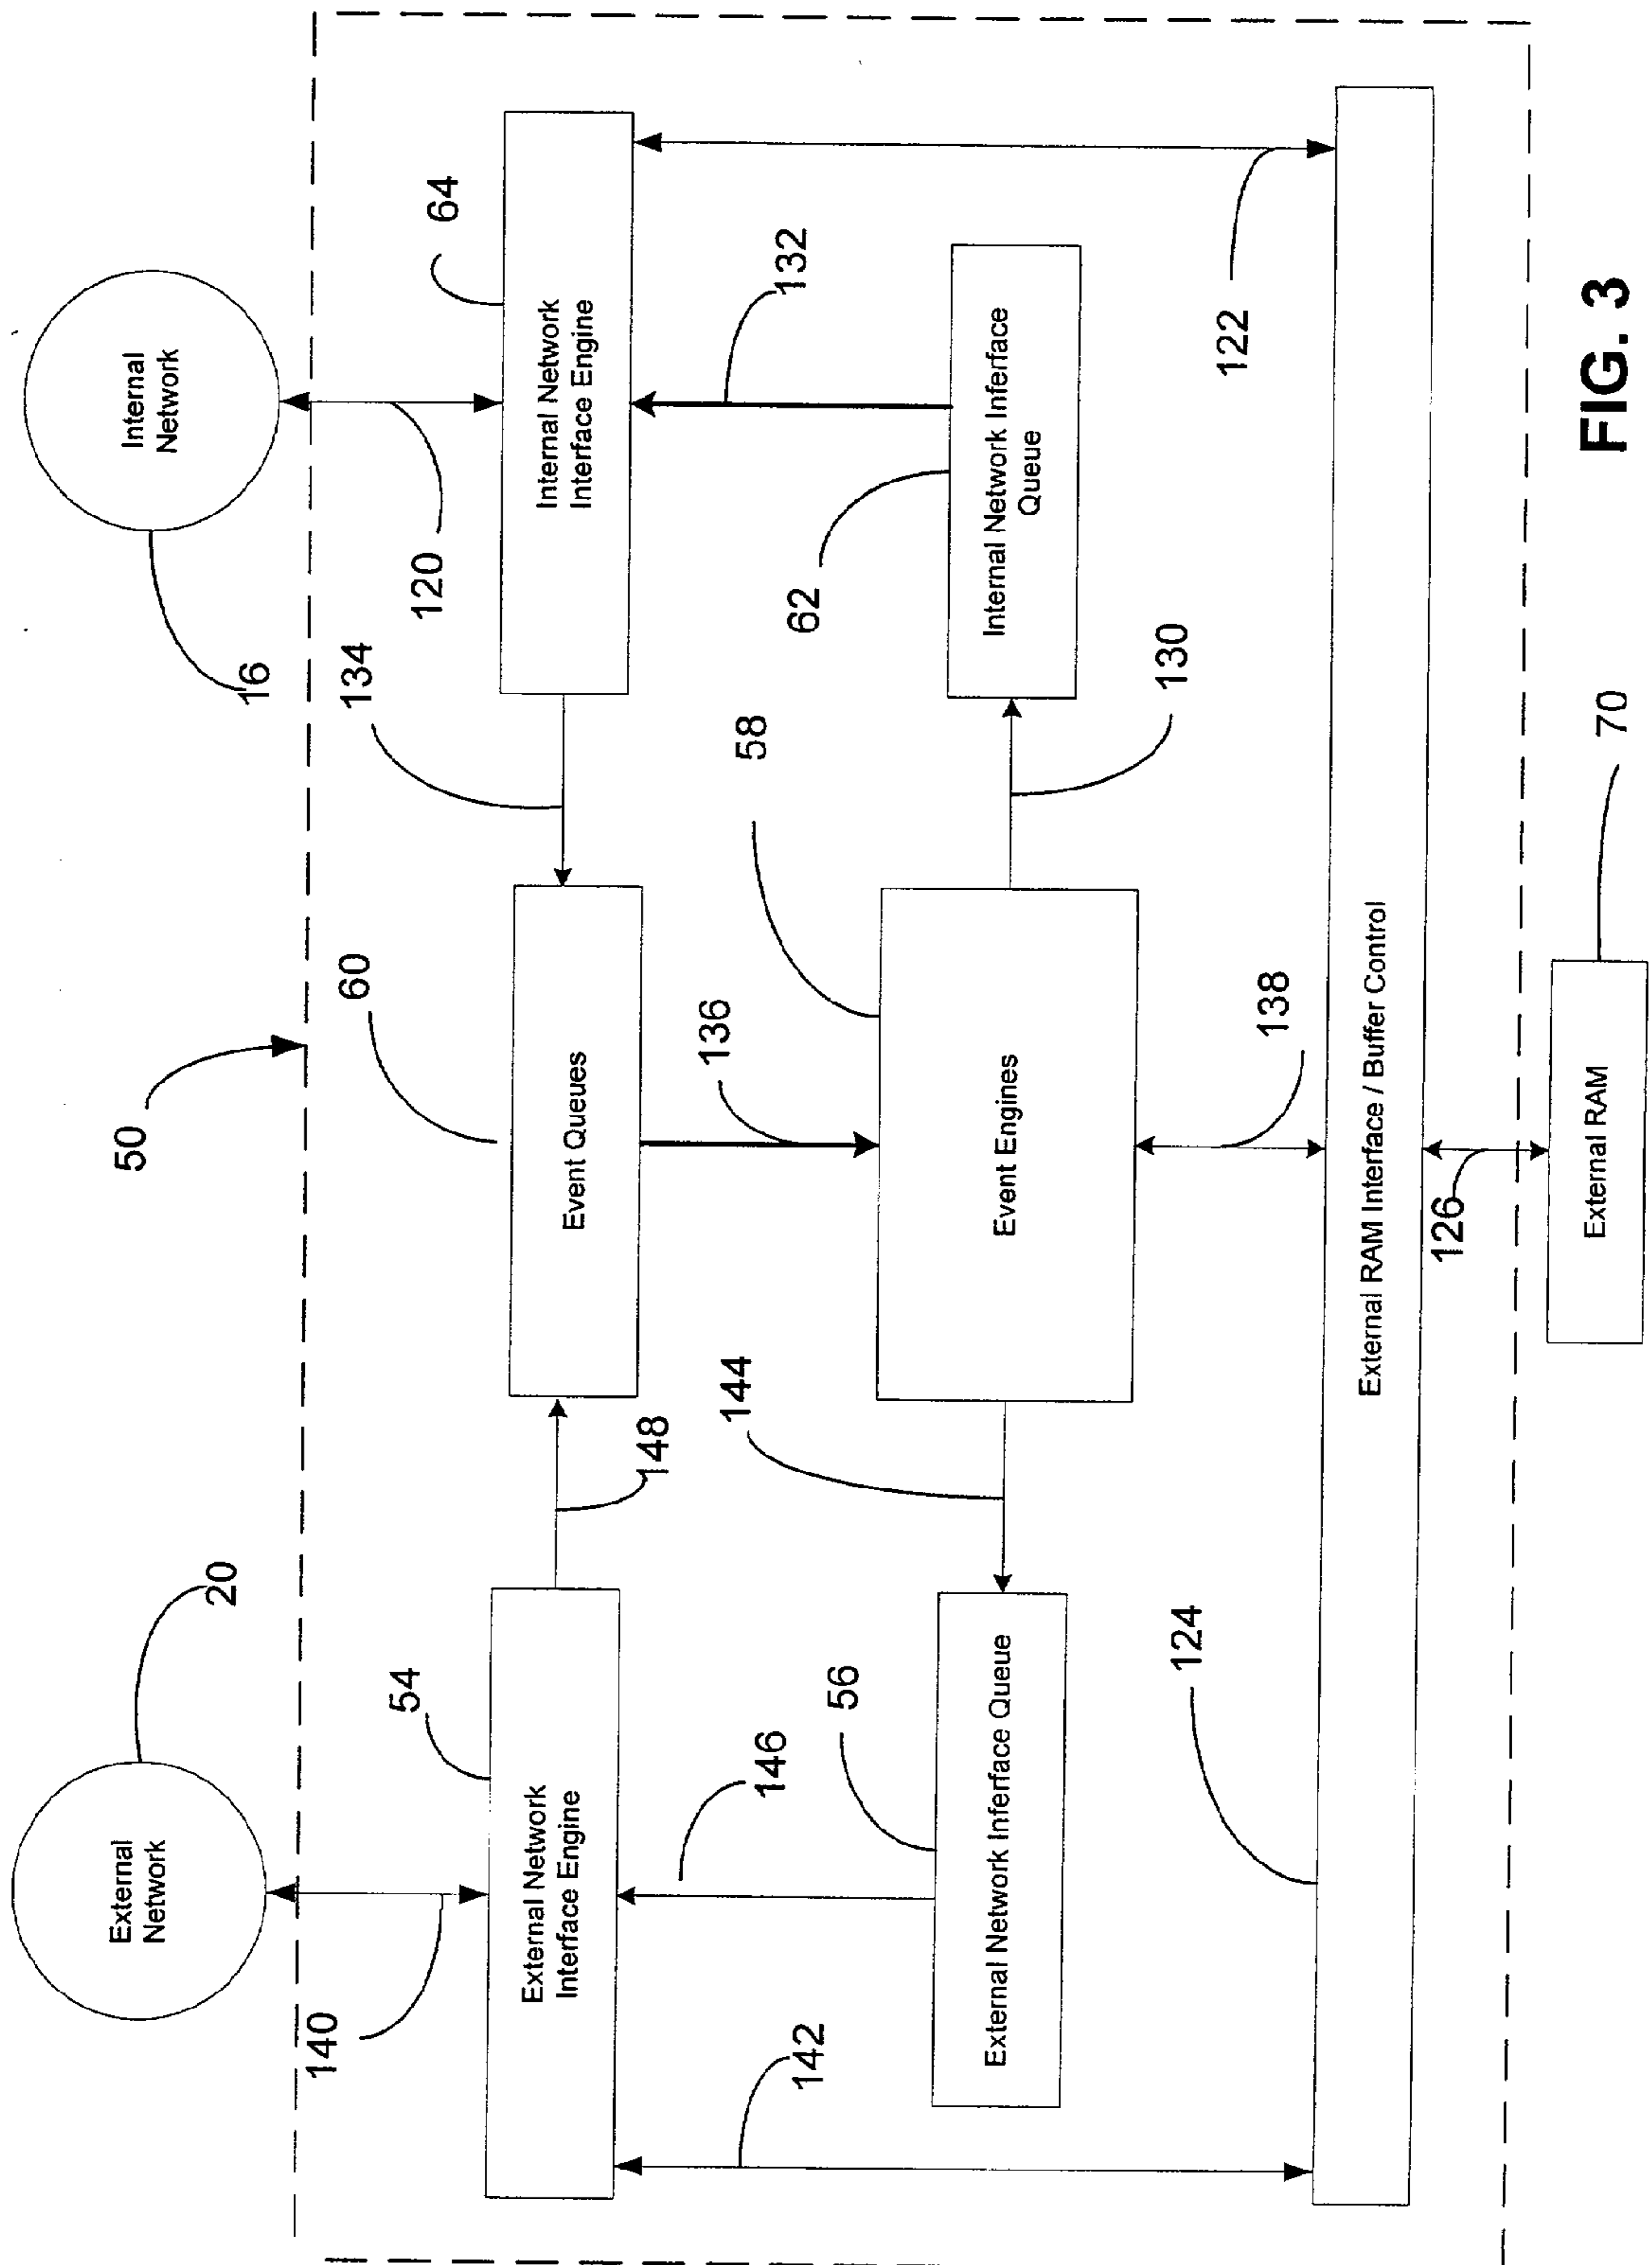 External
Network
20
50
Internal
Network
16
140
54
60
134
120
64
External Network
Interface Engine
Event Queues
Internal Network
Interface Engine
148
146
144
136
58
132
142
56
62
External Network Inferface Queue
Event Engines
Internal Network Inferface
Queue
130
124
138
122
External RAM Interface / Buffer Control
126
External RAM
70
FIG. 3